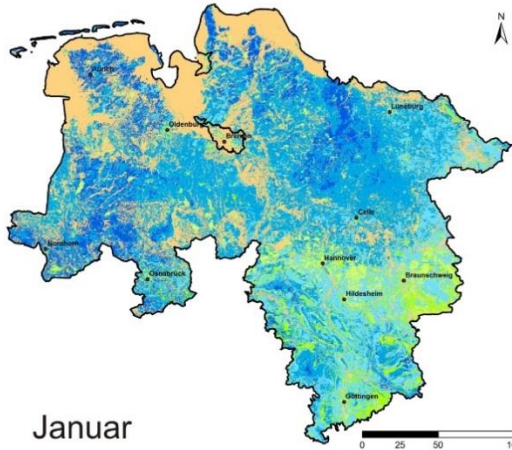 N
Aurich
Lüneburg
Oldenburg
Bremen
Celle
Nordhorn
Hannover
Osnabrück
Braunschweig
Hildesheim
Göttingen
Januar
0 25 50